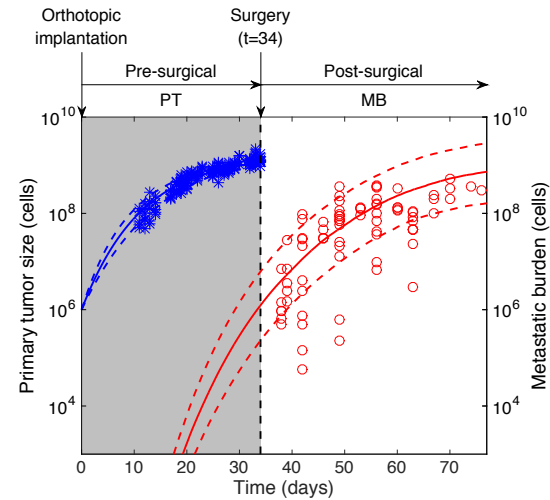 Orthotopic
implantation
Surgery
(t=34)
Pre-surgical
Post-surgical
PT
MB
10^10
10^8
10^6
10^4
Primary tumor size (cells)
10^10
10^8
10^6
10^4
Metastatic burden (cells)
0 10 20 30 40 50 60 70
Time (days)